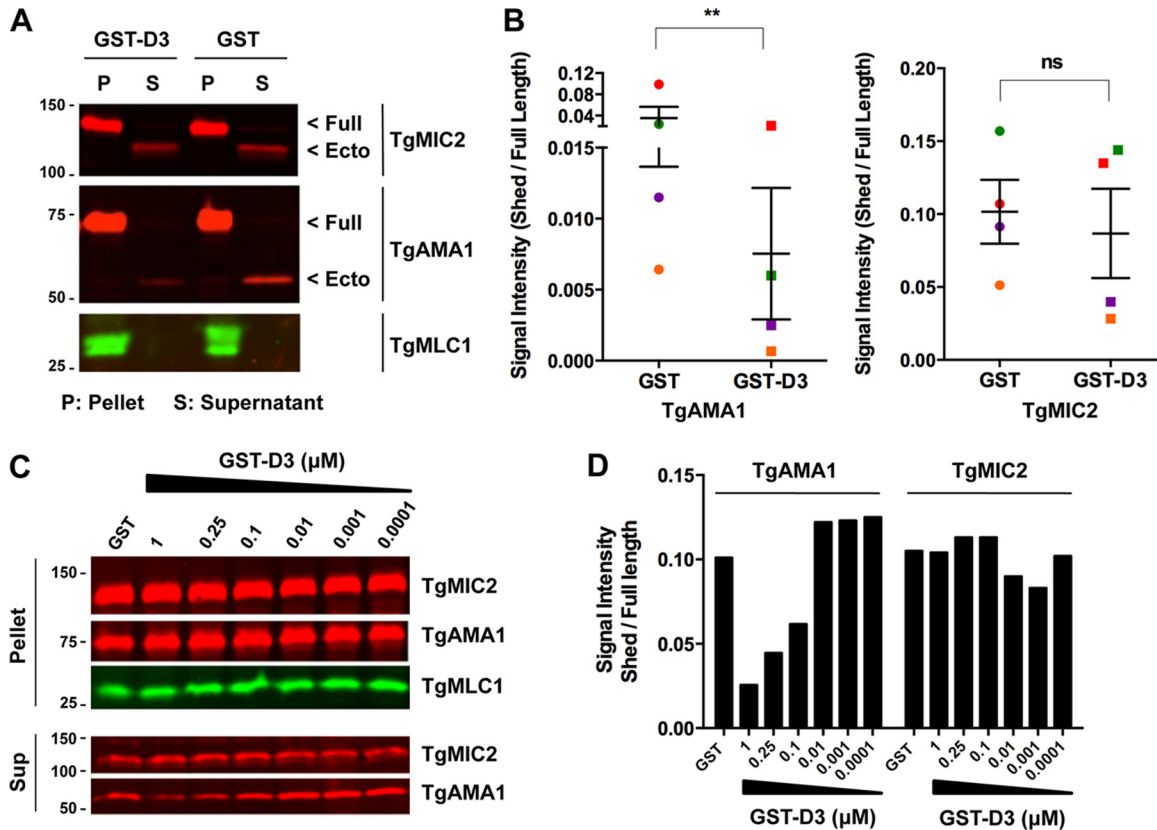 A
GST-D3 GST
P S P S
150 -
< Full
< Ecto
TgMIC2
100 -
75 -
< Full
TgAMA1
< Ecto
50 -
TgMLC1
25 -
P: Pellet S: Supernatant
B
Signal Intensity (Shed / Full Length)
**
0.12
0.08
0.04
0.015
0.010
0.005
0.000
GST GST-D3
TgAMA1
Signal Intensity (Shed / Full Length)
ns
0.20
0.15
0.10
0.05
0.00
GST GST-D3
TgMIC2
C
GST-D3 (µM)
GST 1 0.25 0.1 0.01 0.001 0.0001
Pellet
150 -
TgMIC2
75 -
TgAMA1
TgMLC1
25 -
Sup
150 -
TgMIC2
100 -
TgAMA1
50 -
D
Signal Intensity
Shed / Full length
TgAMA1 TgMIC2
0.15
0.10
0.05
0.00
GST 1 0.25 0.1 0.01 0.001 0.0001 GST 1 0.25 0.1 0.01 0.001 0.0001
GST-D3 (µM) GST-D3 (µM)